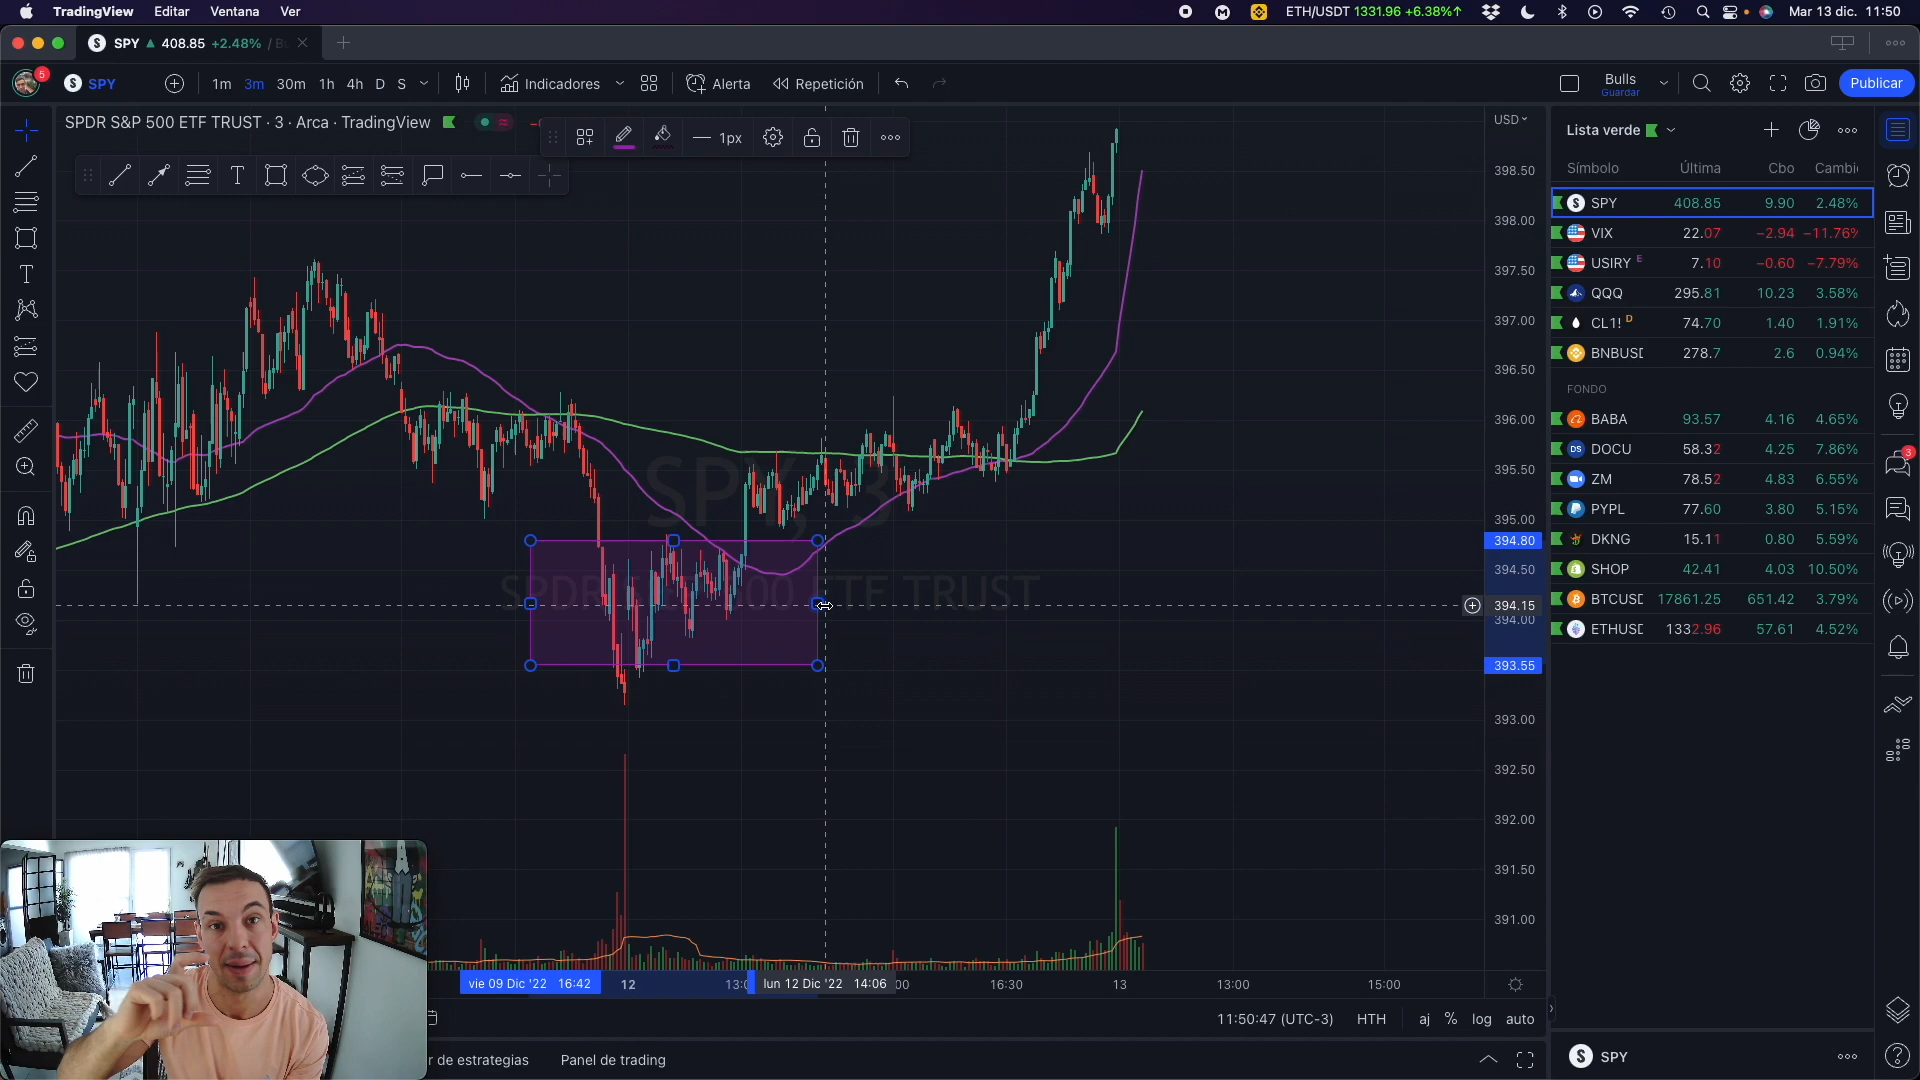 TradingView Editar Ventana Ver
ETH/USDT 1331.96 +6.38%↑
Mar 13 dic. 11:50
SPY ▲ 408.85 +2.48%
5
SPY
1m 3m 30m 1h 4h D S
Indicadores
Alerta
Repetición
Bulls
Guardar
Publicar
SPDR S&P 500 ETF TRUST · 3 · Arca · TradingView
1px
USD
398.50
398.00
397.50
397.00
396.50
396.00
395.50
395.00
394.80
394.50
394.15
394.00
393.55
393.00
392.50
392.00
391.50
391.00
SPY, 3
Lista verde
Símbolo Última Cbo Cambi
SPY 408.85 9.90 2.48%
VIX 22.07 −2.94 −11.76%
USIRY E 7.10 −0.60 −7.79%
QQQ 295.81 10.23 3.58%
CL1! D 74.70 1.40 1.91%
BNBUSD 278.7 2.6 0.94%
FONDO
BABA 93.57 4.16 4.65%
DOCU 58.32 4.25 7.86%
ZM 78.52 4.83 6.55%
PYPL 77.60 3.80 5.15%
DKNG 15.11 0.80 5.59%
SHOP 42.41 4.03 10.50%
BTCUSD 17861.25 651.42 3.79%
ETHUSD 1332.96 57.61 4.52%
3
vie 09 Dic '22 16:42
12
lun 12 Dic '22 14:06
16:30
13
13:00
15:00
11:50:47 (UTC-3) HTH aj % log auto
r de estrategias Panel de trading
SPY